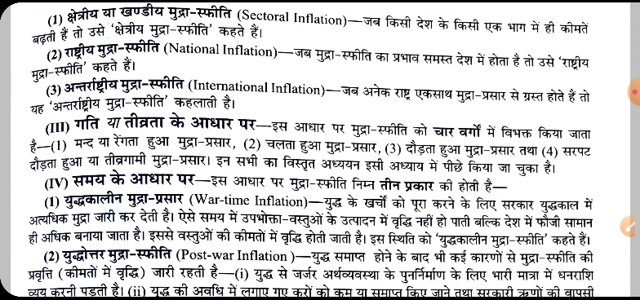 (1) क्षेत्रीय या खण्डीय मुद्रा-स्फीति (Sectoral Inflation)—जब किसी देश के किसी एक भाग में ही कीमतें
बढ़ती हैं तो उसे 'क्षेत्रीय मुद्रा-स्फीति' कहते हैं।
(2) राष्ट्रीय मुद्रा-स्फीति (National Inflation)—जब मुद्रा-स्फीति का प्रभाव समस्त देश में होता है तो उसे 'राष्ट्रीय
मुद्रा-स्फीति' कहते हैं।
(3) अन्तर्राष्ट्रीय मुद्रा-स्फीति (International Inflation)—जब अनेक राष्ट्र एकसाथ मुद्रा-प्रसार से ग्रस्त होते हैं तो
यह 'अन्तर्राष्ट्रीय मुद्रा-स्फीति' कहलाती है।
(III) गति या तीव्रता के आधार पर—इस आधार पर मुद्रा-स्फीति को चार वर्गों में विभक्त किया जाता
है—(1) मन्द या रेंगता हुआ मुद्रा-प्रसार, (2) चलता हुआ मुद्रा-प्रसार, (3) दौड़ता हुआ मुद्रा-प्रसार तथा (4) सरपट
दौड़ता हुआ या तीव्रगामी मुद्रा-प्रसार। इन सभी का विस्तृत अध्ययन इसी अध्याय में पीछे किया जा चुका है।
(IV) समय के आधार पर—इस आधार पर मुद्रा-स्फीति निम्न तीन प्रकार की होती है—
(1) युद्धकालीन मुद्रा-प्रसार (War-time Inflation)—युद्ध के खर्चों को पूरा करने के लिए सरकार युद्धकाल में
अत्यधिक मुद्रा जारी कर देती है। ऐसे समय में उपभोक्ता-वस्तुओं के उत्पादन में वृद्धि नहीं हो पाती बल्कि देश में फौजी सामान
ही अधिक बनाया जाता है। इससे वस्तुओं की कीमतों में वृद्धि होती जाती है। इस स्थिति को 'युद्धकालीन मुद्रा-स्फीति' कहते हैं।
(2) युद्धोत्तर मुद्रा-स्फीति (Post-war Inflation)—युद्ध समाप्त होने के बाद भी कई कारणों से मुद्रा-स्फीति की
प्रवृत्ति (कीमतों में वृद्धि) जारी रहती है—(i) युद्ध से जर्जर अर्थव्यवस्था के पुनर्निर्माण के लिए भारी मात्रा में धनराशि
व्यय करनी पड़ती है। (ii) युद्ध की अवधि में लगाए गए करों को कम या समाप्त किए जाने तथा सरकारी ऋणों की वापसी